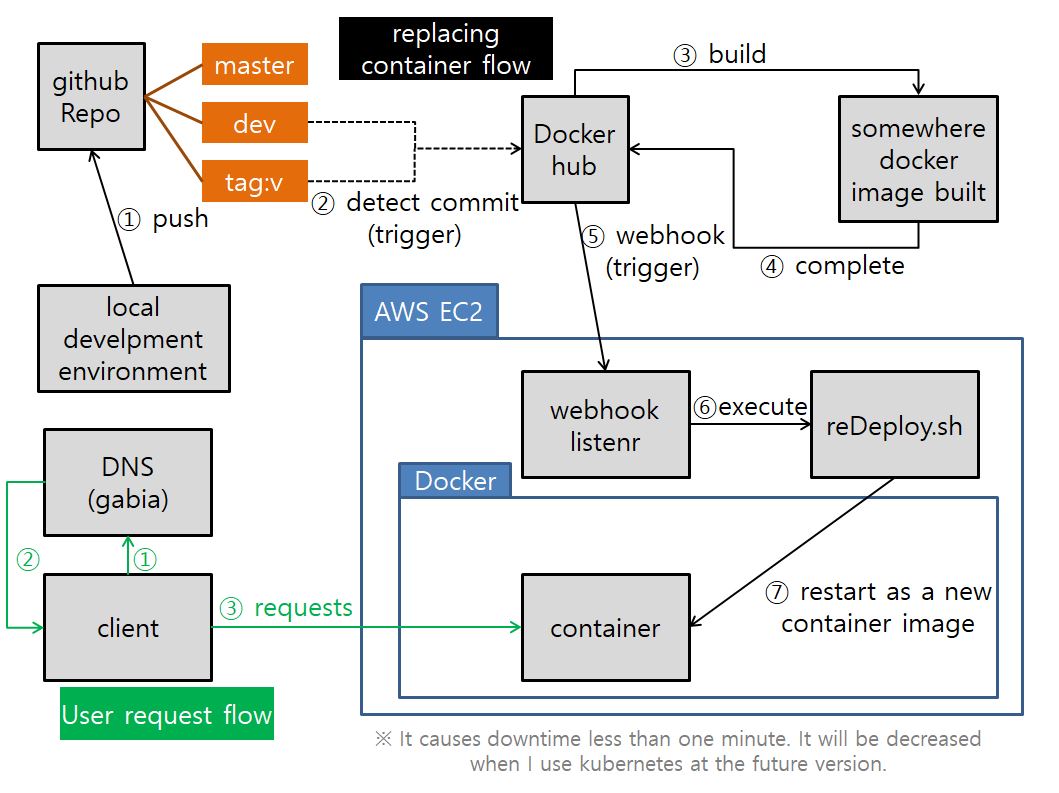 replacing
container flow
github
Repo
master
dev
tag:v
① push
② detect commit
(trigger)
Docker
hub
③ build
somewhere
docker
image built
④ complete
⑤ webhook
(trigger)
local
develpment
environment
AWS EC2
webhook
listenr
⑥execute
reDeploy.sh
Docker
container
⑦ restart as a new
container image
DNS
(gabia)
①
②
client
③ requests
User request flow
※ It causes downtime less than one minute. It will be decreased
when I use kubernetes at the future version.